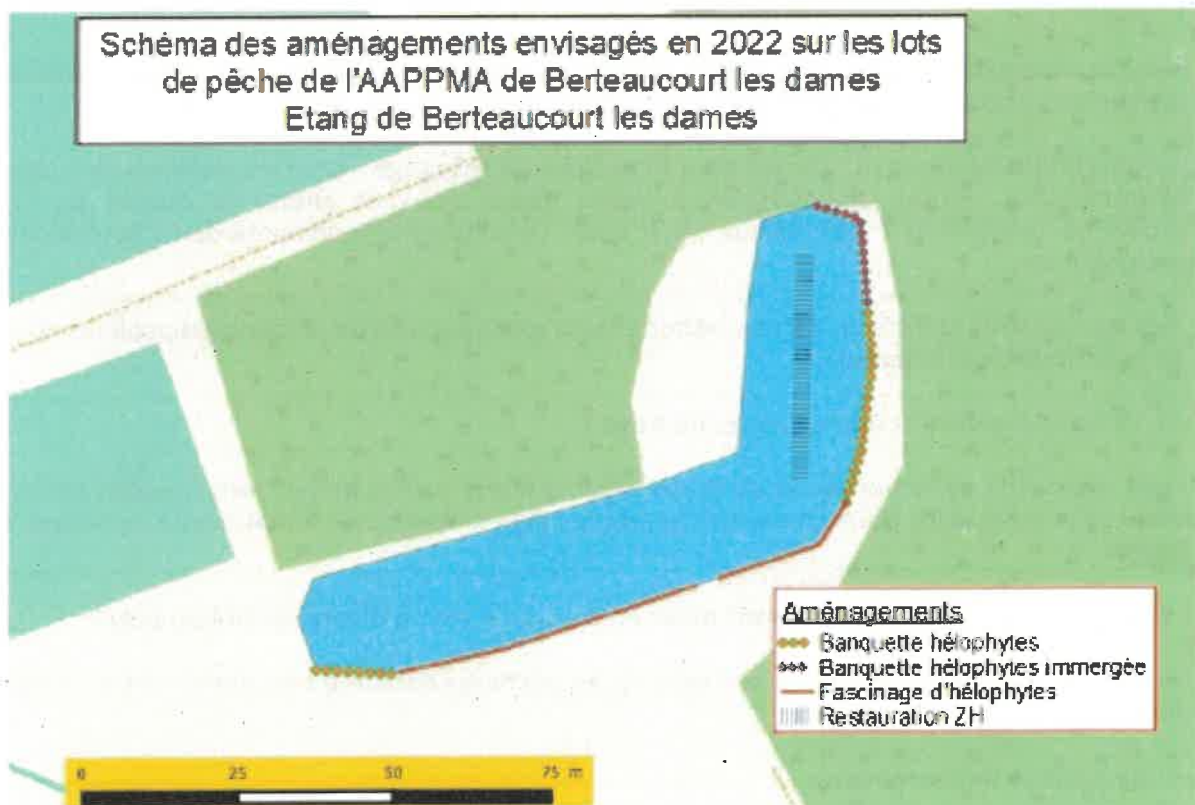 Schéma des aménagements envisagés en 2022 sur les lots
de pêche de l'AAPPMA de Berteaucourt les dames
Etang de Berteaucourt les dames
Aménagements
Banquette hélophytes
Banquette hélophytes immergée
Fascinage d'hélophytes
Restauration ZH
0 25 50 75 m